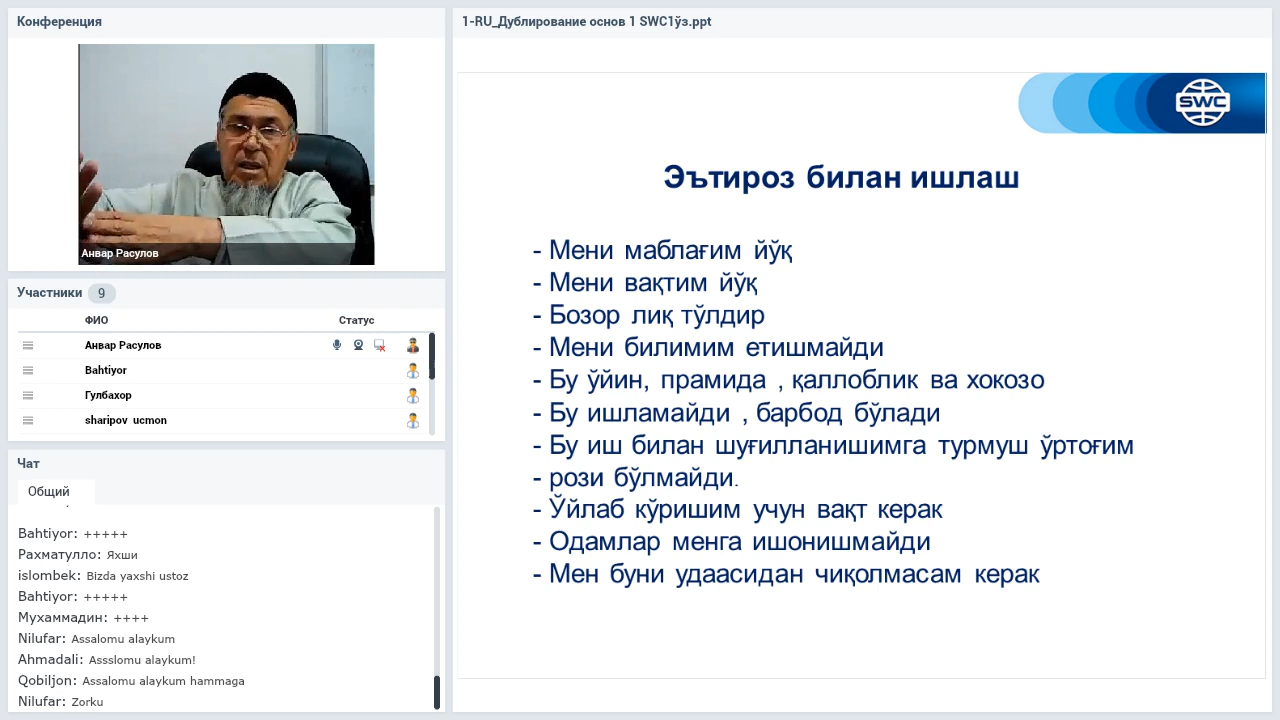 Конференция
Анвар Расулов
Участники 9
ФИО Статус
Анвар Расулов
Bahtiyor
Гулбахор
sharipov ucmon
Чат
Общий
Bahtiyor: +++++
Рахматулло: Яхши
islombek: Bizda yaxshi ustoz
Bahtiyor: +++++
Мухаммадин: ++++
Nilufar: Assalomu alaykum
Ahmadali: Assslomu alaykum!
Qobiljon: Assalomu alaykum hammaga
Nilufar: Zorku
1-RU_Дублирование основ 1 SWC1ўз.ppt
SWC
Эътироз билан ишлаш
- Мени маблағим йўқ
- Мени вақтим йўқ
- Бозор лиқ тўлдир
- Мени билимим етишмайди
- Бу ўйин, прамида , қаллоблик ва хокозо
- Бу ишламайди , барбод бўлади
- Бу иш билан шуғилланишимга турмуш ўртоғим
- рози бўлмайди.
- Ўйлаб кўришим учун вақт керак
- Одамлар менга ишонишмайди
- Мен буни удаасидан чиқолмасам керак